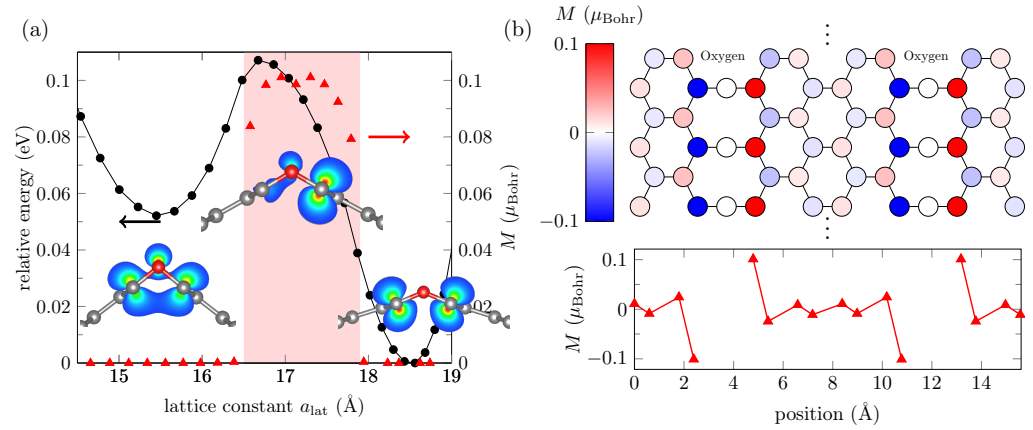 (a)
relative energy (eV)
0.1
0.08
0.06
0.04
0.02
0
0.1
0.08
0.06
0.04
0.02
0
M (μBohr)
15 16 17 18 19
lattice constant alat (Å)
(b)
M (μBohr)
0.1
0
−0.1
Oxygen Oxygen
M (μBohr)
0.1
0
−0.1
0 2 4 6 8 10 12 14
position (Å)